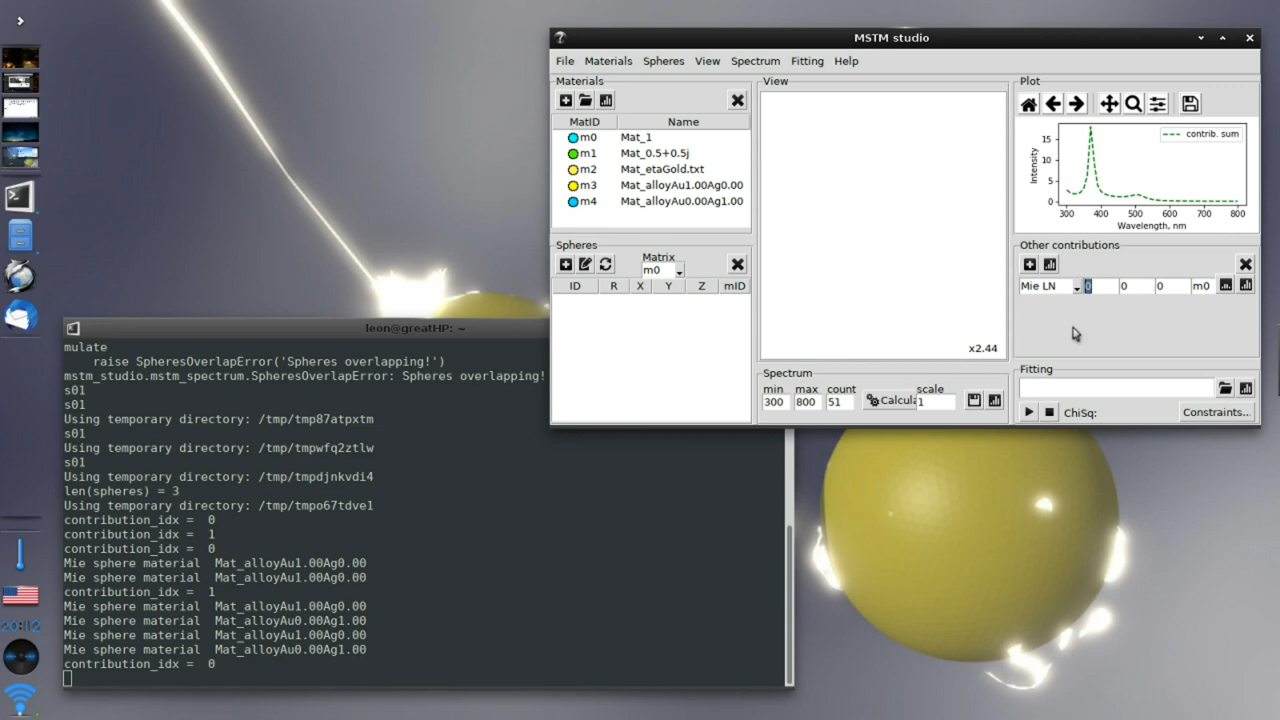 MSTM studio
File Materials Spheres View Spectrum Fitting Help
Materials
MatID Name
m0 Mat_1
m1 Mat_0.5+0.5j
m2 Mat_etaGold.txt
m3 Mat_alloyAu1.00Ag0.00
m4 Mat_alloyAu0.00Ag1.00
Spheres
Matrix
m0
ID R X Y Z mID
View
x2.44
Spectrum
min max count scale
300 800 51 Calcula 1
Plot
contrib. sum
Intensity
15
10
5
0
300 400 500 600 700 800
Wavelength, nm
Other contributions
Mie LN 0 0 0 m0
Fitting
ChiSq: Constraints...
leon@greatHP: ~
mulate
raise SpheresOverlapError('Spheres overlapping!')
mstm_studio.mstm_spectrum.SpheresOverlapError: Spheres overlapping!
s01
s01
Using temporary directory: /tmp/tmp87atpxtm
s01
Using temporary directory: /tmp/tmpwfq2ztlw
s01
Using temporary directory: /tmp/tmpdjnkvdi4
len(spheres) = 3
Using temporary directory: /tmp/tmpo67tdve1
contribution_idx =  0
contribution_idx =  1
contribution_idx =  0
Mie sphere material  Mat_alloyAu1.00Ag0.00
Mie sphere material  Mat_alloyAu1.00Ag0.00
contribution_idx =  1
Mie sphere material  Mat_alloyAu1.00Ag0.00
Mie sphere material  Mat_alloyAu0.00Ag1.00
Mie sphere material  Mat_alloyAu1.00Ag0.00
Mie sphere material  Mat_alloyAu0.00Ag1.00
contribution_idx =  0
20:12